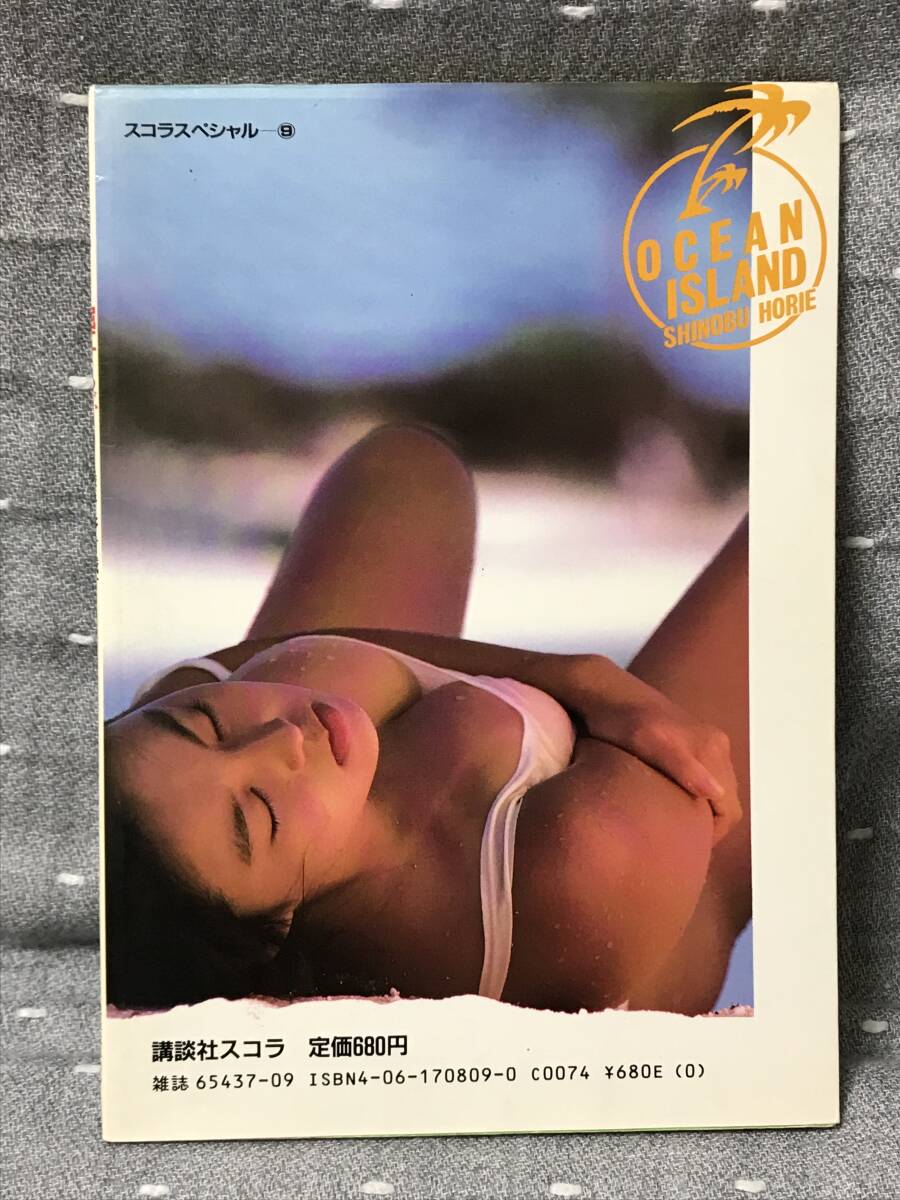 スコラスペシャル—⑨
OCEAN
ISLAND
SHINOBU HORIE
講談社スコラ 定価680円
雑誌 65437-09 ISBN4-06-170809-0 C0074 ¥680E (0)